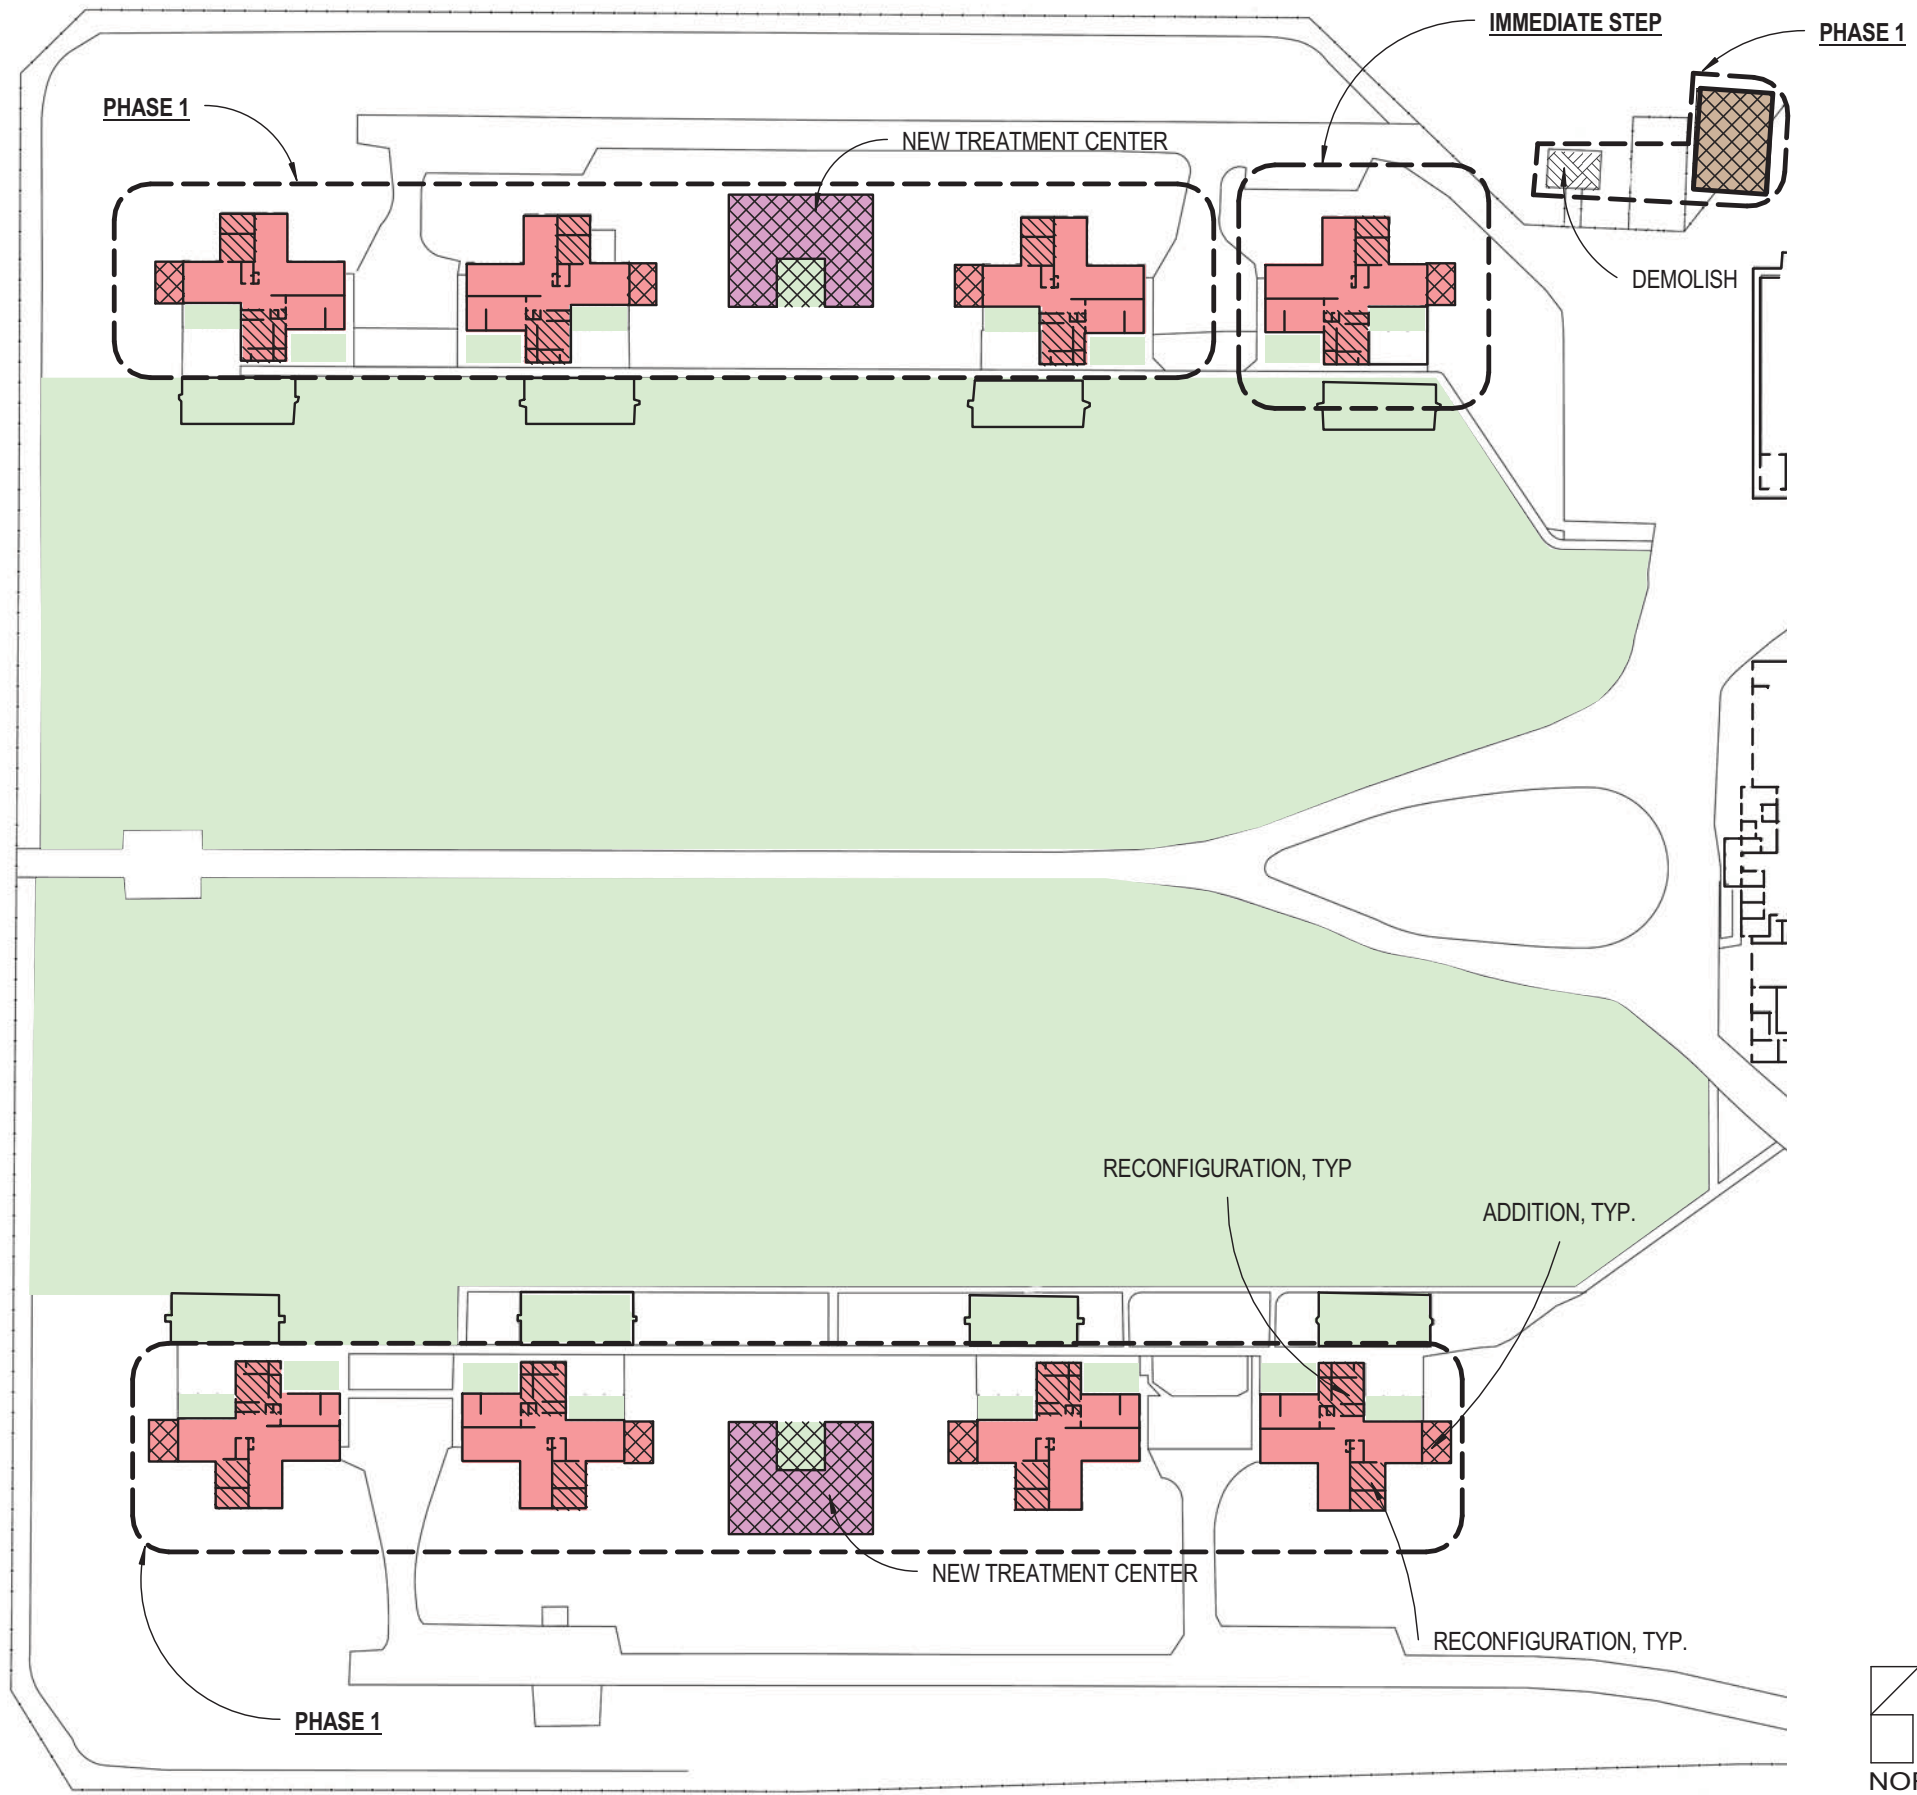 IMMEDIATE STEP
PHASE 1
PHASE 1
NEW TREATMENT CENTER
DEMOLISH
RECONFIGURATION, TYP
ADDITION, TYP.
NEW TREATMENT CENTER
RECONFIGURATION, TYP.
PHASE 1